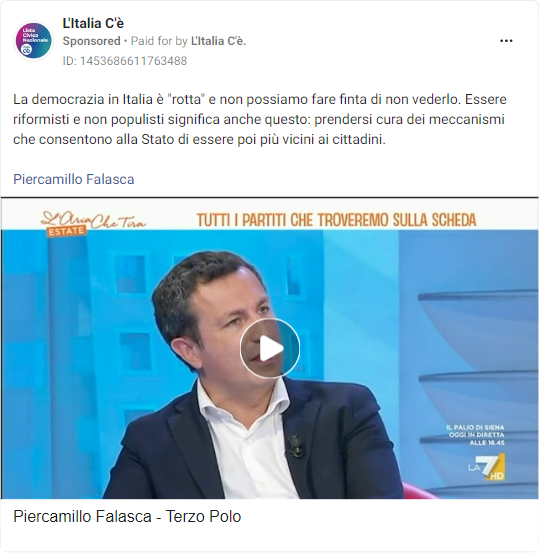 L'Italia C'è
Sponsored • Paid for by L'Italia C'è.
ID: 1453686611763488
Lista
Civica
Nazionale
La democrazia in Italia è "rotta" e non possiamo fare finta di non vederlo. Essere
riformisti e non populisti significa anche questo: prendersi cura dei meccanismi
che consentono alla Stato di essere poi più vicini ai cittadini.
Piercamillo Falasca
L'Aria Che Tira
ESTATE
TUTTI I PARTITI CHE TROVEREMO SULLA SCHEDA
IL PALIO DI SIENA
OGGI IN DIRETTA
ALLE 16.45
LA7 HD
Piercamillo Falasca - Terzo Polo